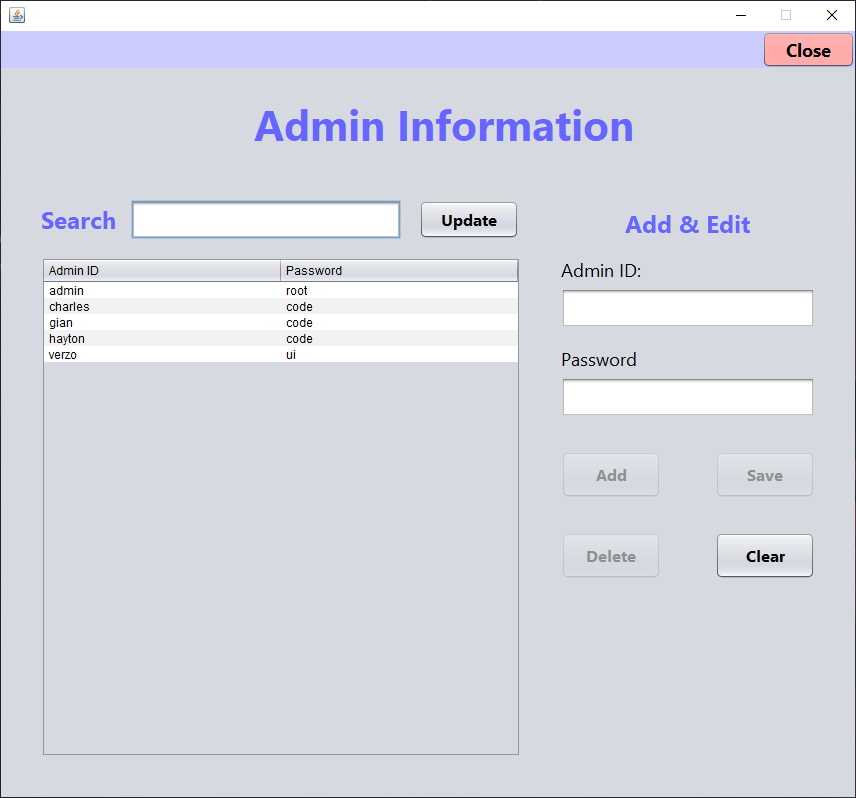 Close
Admin Information
Search
Update
Admin ID Password
admin root
charles code
gian code
hayton code
verzo ui
Add & Edit
Admin ID:
Password
Add Save
Delete Clear